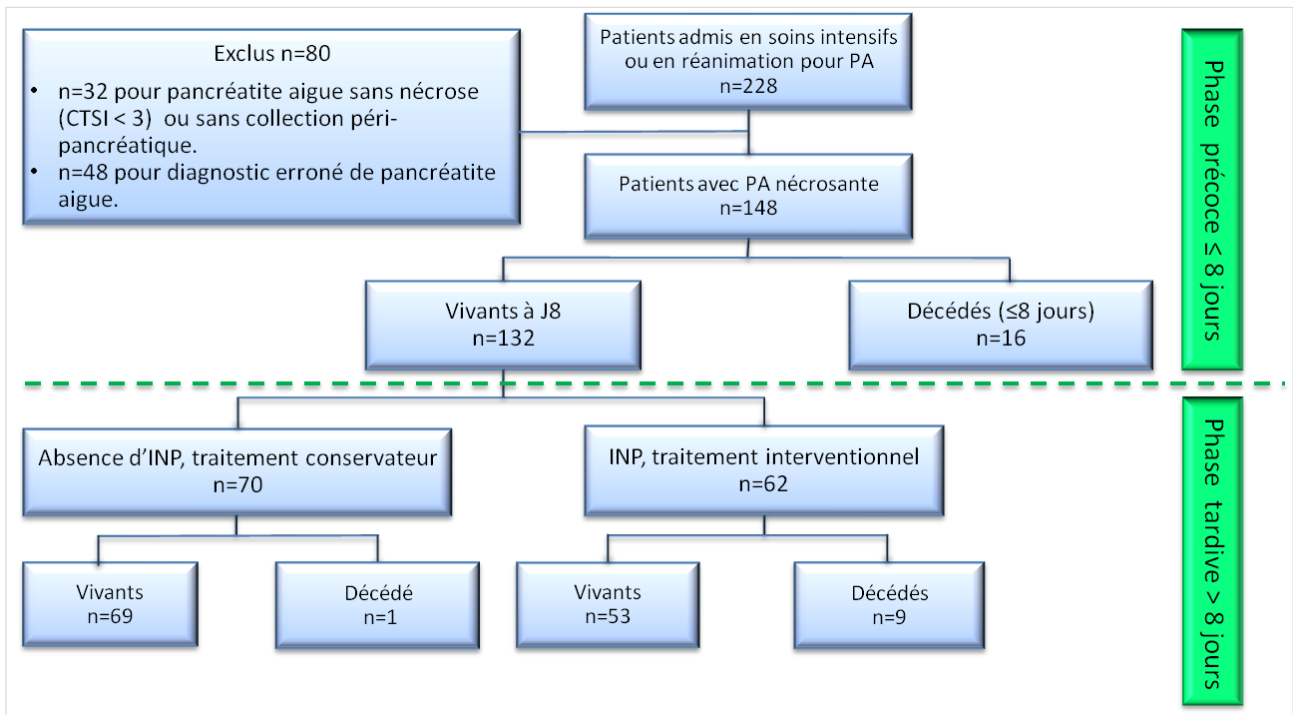 Patients admis en soins intensifs
ou en réanimation pour PA
n=228
Exclus n=80
• n=32 pour pancréatite aigue sans nécrose
(CTSI < 3) ou sans collection péri-
pancréatique.
• n=48 pour diagnostic erroné de pancréatite
aigue.
Patients avec PA nécrosante
n=148
Vivants à J8
n=132
Décédés (≤8 jours)
n=16
Phase précoce ≤ 8 jours
Absence d’INP, traitement conservateur
n=70
INP, traitement interventionnel
n=62
Vivants
n=69
Décédé
n=1
Vivants
n=53
Décédés
n=9
Phase tardive > 8 jours